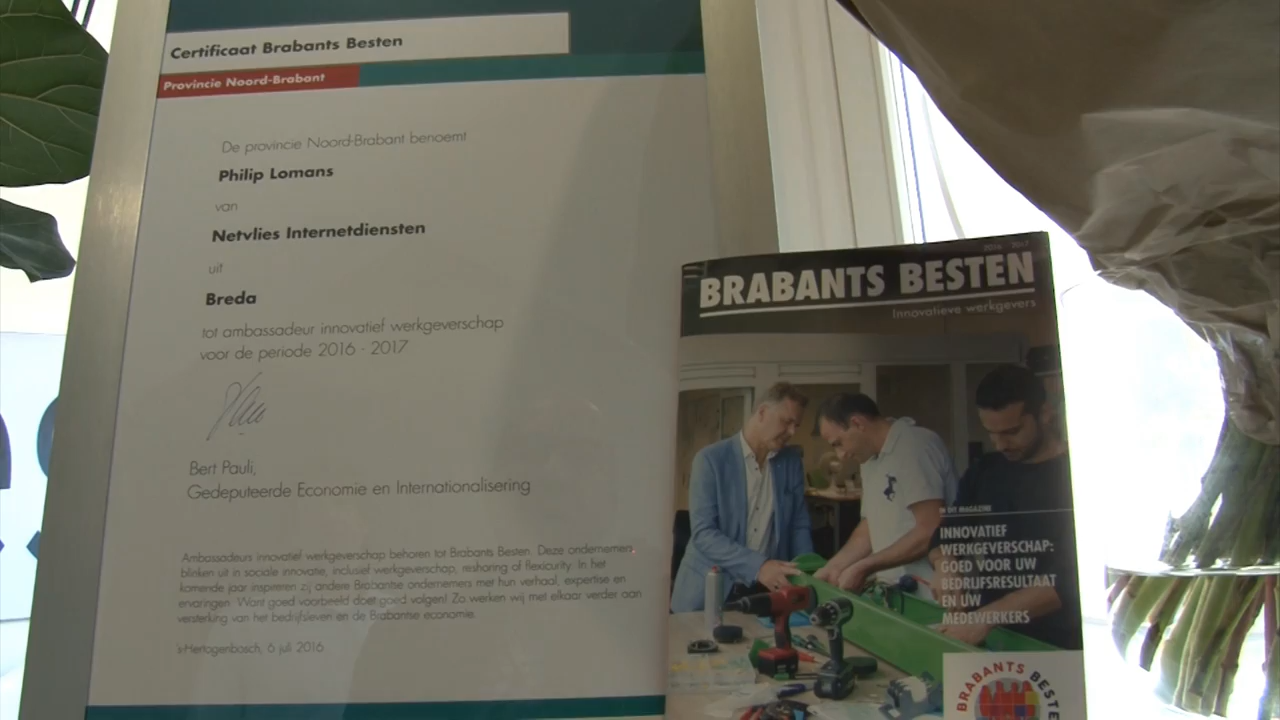 Certificaat Brabants Besten
Provincie Noord-Brabant
De provincie Noord-Brabant benoemt
Philip Lomans
van
Netvlies Internetdiensten
uit
Breda
tot ambassadeur innovatief werkgeverschap
voor de periode 2016 - 2017
Bert Pauli,
Gedeputeerde Economie en Internationalisering
Ambassadeurs innovatief werkgeverschap behoren tot Brabants Besten. Deze ondernemers
blinken uit in sociale innovatie, inclusief werkgeverschap, reshoring of flexicurity. In het
komende jaar inspireren zij andere Brabantse ondernemers met hun verhaal, expertise en
ervaringen. Want goed voorbeeld doet goed volgen! Zo werken wij met elkaar verder aan
versterking van het bedrijfsleven en de Brabantse economie.
's-Hertogenbosch, 6 juli 2016
2016 2017
BRABANTS BESTEN
Innovatieve werkgevers
IN DIT MAGAZINE
INNOVATIEF
WERKGEVERSCHAP:
GOED VOOR UW
BEDRIJFSRESULTAAT
EN UW
MEDEWERKERS
BRABANTS BESTE